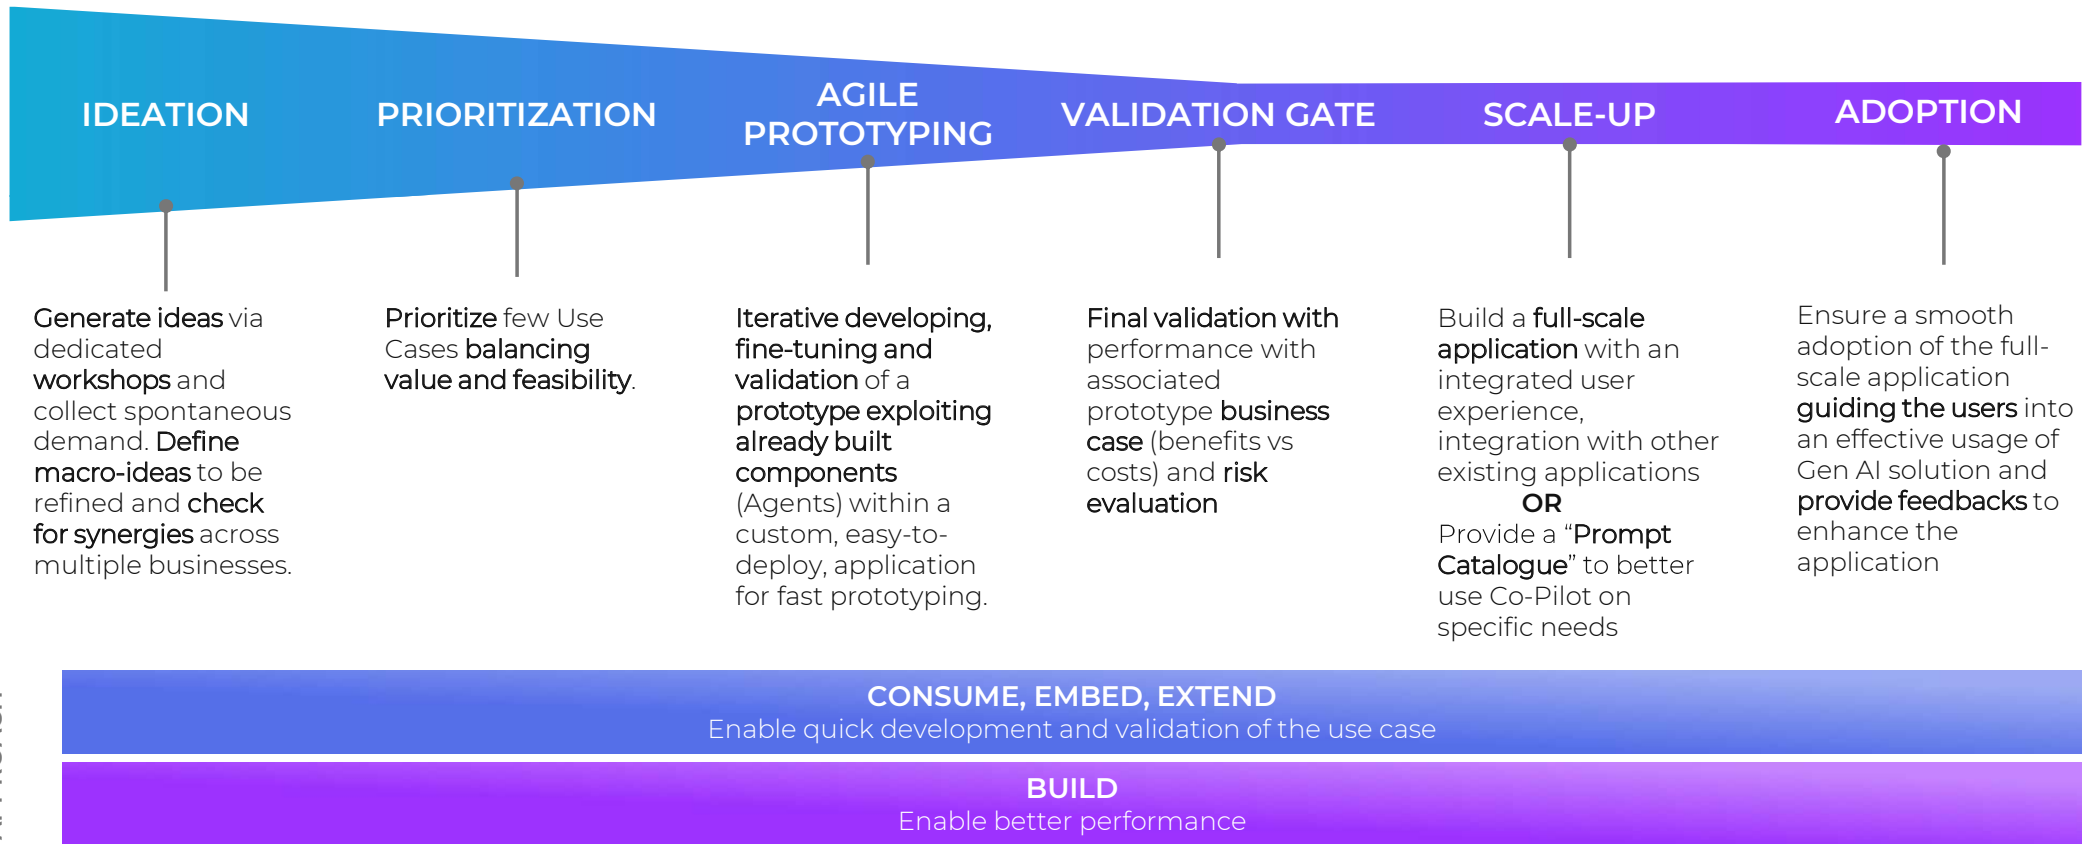 IDEATION
PRIORITIZATION
AGILE
PROTOTYPING
VALIDATION GATE
SCALE-UP
ADOPTION
Generate ideas via
dedicated
workshops and
collect spontaneous
demand. Define
macro-ideas to be
refined and check
for synergies across
multiple businesses.
Prioritize few Use
Cases balancing
value and feasibility.
Iterative developing,
fine-tuning and
validation of a
prototype exploiting
already built
components
(Agents) within a
custom, easy-to-
deploy, application
for fast prototyping.
Final validation with
performance with
associated
prototype business
case (benefits vs
costs) and risk
evaluation
Build a full-scale
application with an
integrated user
experience,
integration with other
existing applications
OR
Provide a “Prompt
Catalogue” to better
use Co-Pilot on
specific needs
Ensure a smooth
adoption of the full-
scale application
guiding the users into
an effective usage of
Gen AI solution and
provide feedbacks to
enhance the
application
CONSUME, EMBED, EXTEND
Enable quick development and validation of the use case
BUILD
Enable better performance